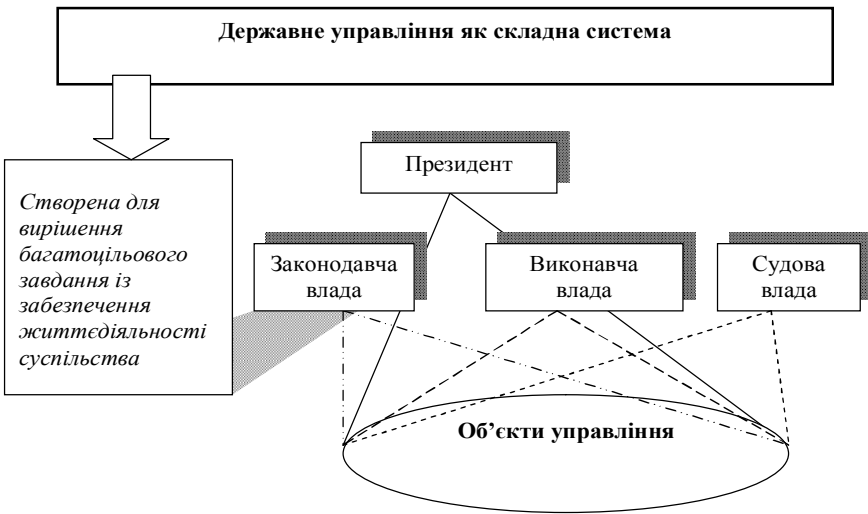 Державне управління як складна система
Президент
Створена для
вирішення
багатоцільового
завдання із
забезпечення
життєдіяльності
суспільства
Законодавча
влада
Виконавча
влада
Судова
влада
Об’єкти управління